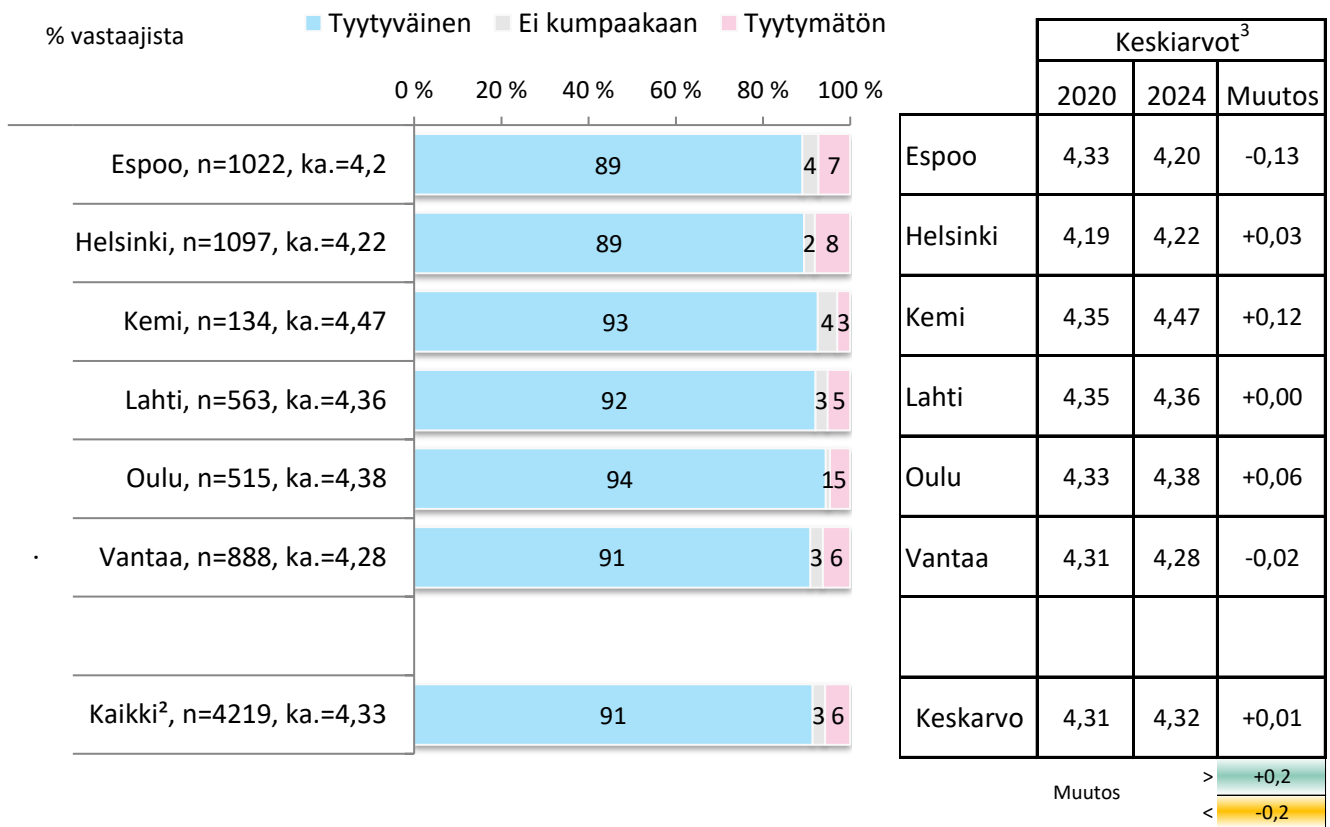 % vastaajista
Tyytyväinen Ei kumpaakaan Tyytymätön
0 % 20 % 40 % 60 % 80 % 100 %
Keskiarvot³
2020 2024 Muutos
Espoo, n=1022, ka.=4,2 89 4 7 Espoo 4,33 4,20 -0,13
Helsinki, n=1097, ka.=4,22 89 2 8 Helsinki 4,19 4,22 +0,03
Kemi, n=134, ka.=4,47 93 4 3 Kemi 4,35 4,47 +0,12
Lahti, n=563, ka.=4,36 92 3 5 Lahti 4,35 4,36 +0,00
Oulu, n=515, ka.=4,38 94 1 5 Oulu 4,33 4,38 +0,06
. Vantaa, n=888, ka.=4,28 91 3 6 Vantaa 4,31 4,28 -0,02
Kaikki², n=4219, ka.=4,33 91 3 6 Keskarvo 4,31 4,32 +0,01
Muutos > +0,2
< -0,2